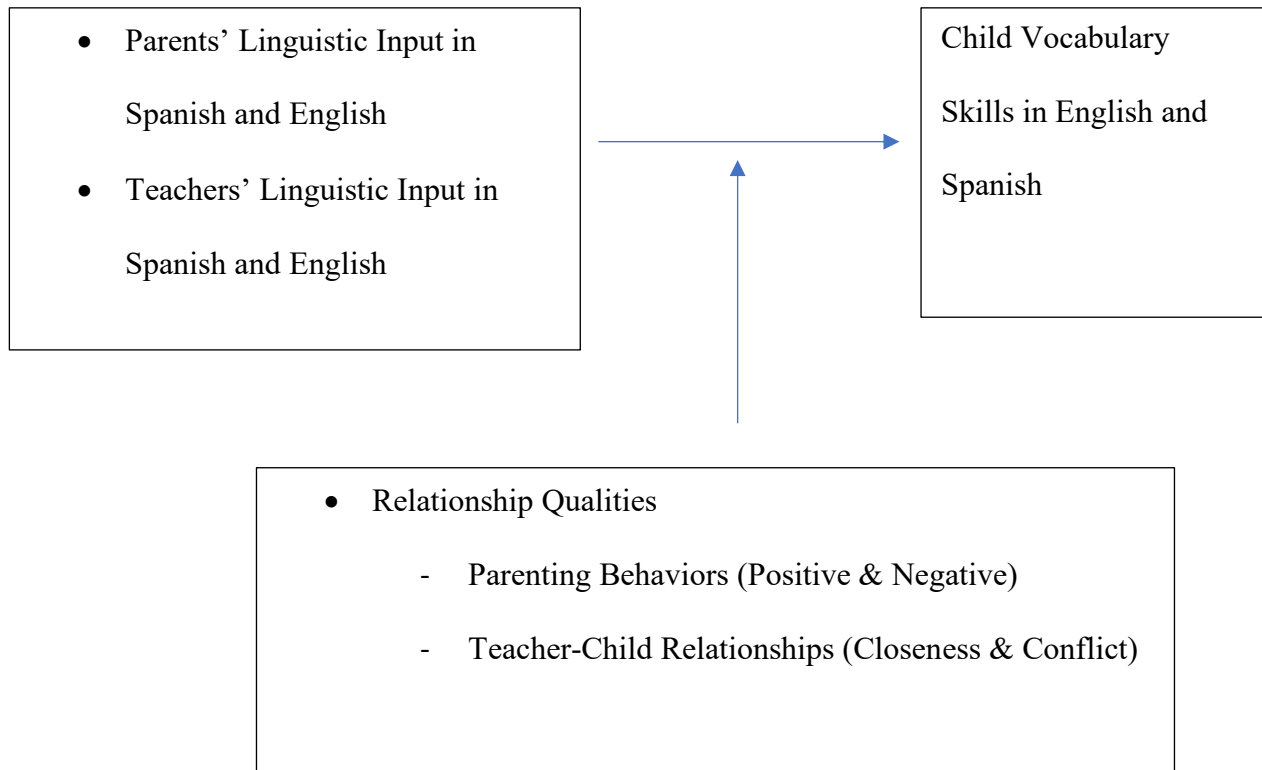 • Parents’ Linguistic Input in
Spanish and English
• Teachers’ Linguistic Input in
Spanish and English
Child Vocabulary
Skills in English and
Spanish
• Relationship Qualities
- Parenting Behaviors (Positive & Negative)
- Teacher-Child Relationships (Closeness & Conflict)